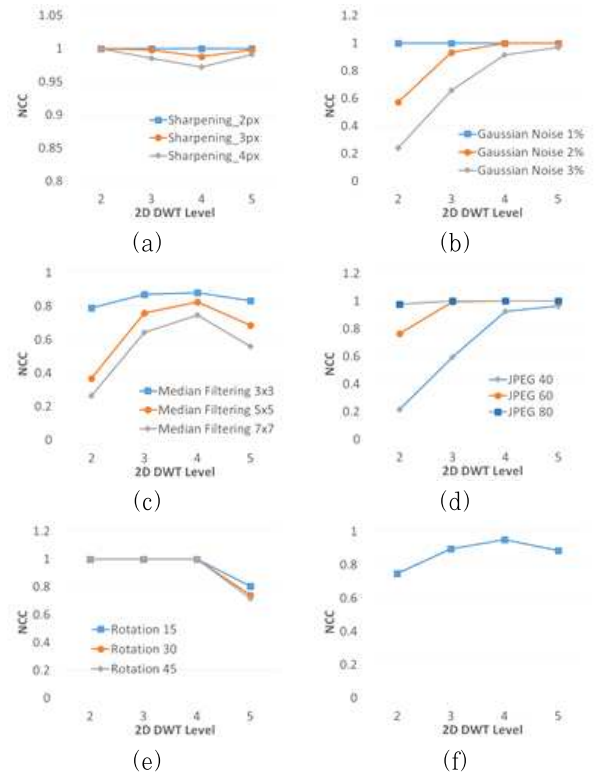 1.05
1
0.95
0.9
0.85
0.8
NCC
Sharpening_2px
Sharpening_3px
Sharpening_4px
2 3 4 5
2D DWT Level
(a)
1.2
1
0.8
0.6
0.4
0.2
0
NCC
Gaussian Noise 1%
Gaussian Noise 2%
Gaussian Noise 3%
2 3 4 5
2D DWT Level
(b)
1
0.8
0.6
0.4
0.2
0
NCC
Median Filtering 3x3
Median Filtering 5x5
Median Filtering 7x7
2 3 4 5
2D DWT Level
(c)
1.2
1
0.8
0.6
0.4
0.2
0
NCC
JPEG 40
JPEG 60
JPEG 80
2 3 4 5
2D DWT Level
(d)
1.2
1
0.8
0.6
0.4
0.2
0
NCC
Rotation 15
Rotation 30
Rotation 45
2 3 4 5
2D DWT Level
(e)
1
0.8
0.6
0.4
0.2
0
NCC
2 3 4 5
2D DWT Level
(f)